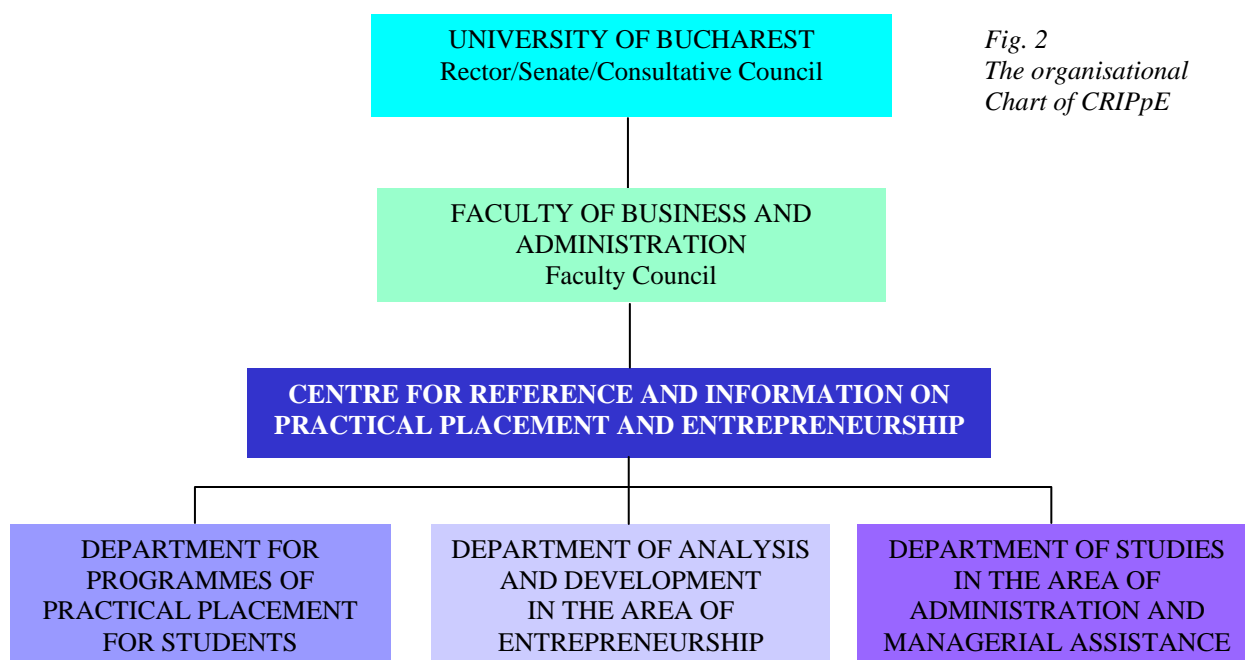 UNIVERSITY OF BUCHAREST
Rector/Senate/Consultative Council
Fig. 2
The organisational
Chart of CRIPpE
FACULTY OF BUSINESS AND
ADMINISTRATION
Faculty Council
CENTRE FOR REFERENCE AND INFORMATION ON
PRACTICAL PLACEMENT AND ENTREPRENEURSHIP
DEPARTMENT FOR
PROGRAMMES OF
PRACTICAL PLACEMENT
FOR STUDENTS
DEPARTMENT OF ANALYSIS
AND DEVELOPMENT
IN THE AREA OF
ENTREPRENEURSHIP
DEPARTMENT OF STUDIES
IN THE AREA OF
ADMINISTRATION AND
MANAGERIAL ASSISTANCE